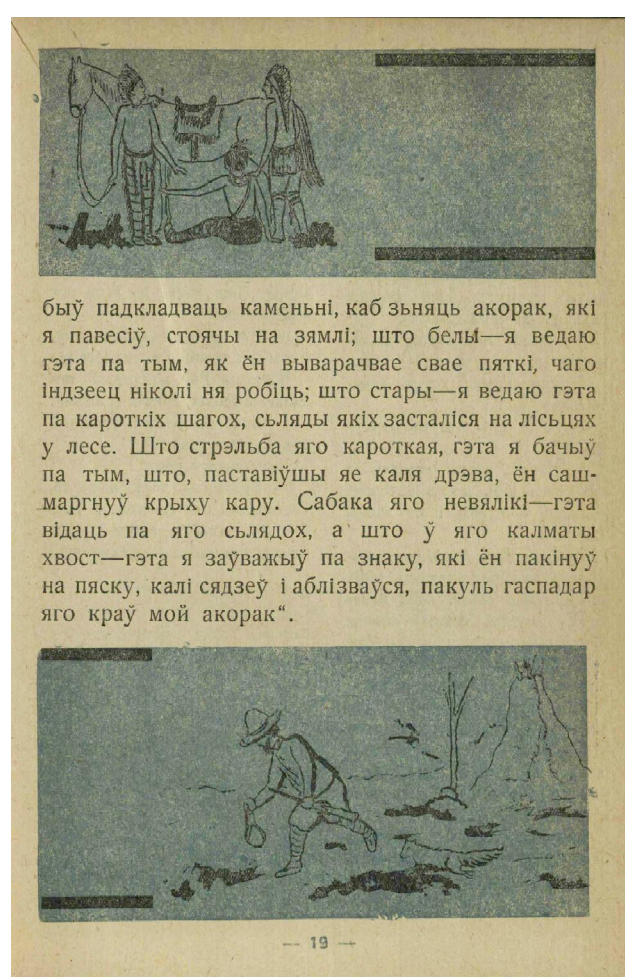 быў падкладваць каменьні, каб зьняць акорак, які
я павесіў, стоячы на зямлі; што белы—я ведаю
гэта па тым, як ён выварачвае свае пяткі, чаго
індзеец ніколі ня робіць; што стары—я ведаю гэта
па кароткіх шагох, сьляды якіх засталіся на лісьцях
у лесе. Што стрэльба яго кароткая, гэта я бачыў
па тым, што, паставіўшы яе каля дрэва, ён саш-
маргнуў крыху кару. Сабака яго невялікі—гэта
відаць па яго сьлядох, а што ў яго калматы
хвост—гэта я заўважыў па знаку, які ён пакінуў
на пяску, калі сядзеў і аблізваўся, пакуль гаспадар
яго краў мой акорак“.
— 19 —